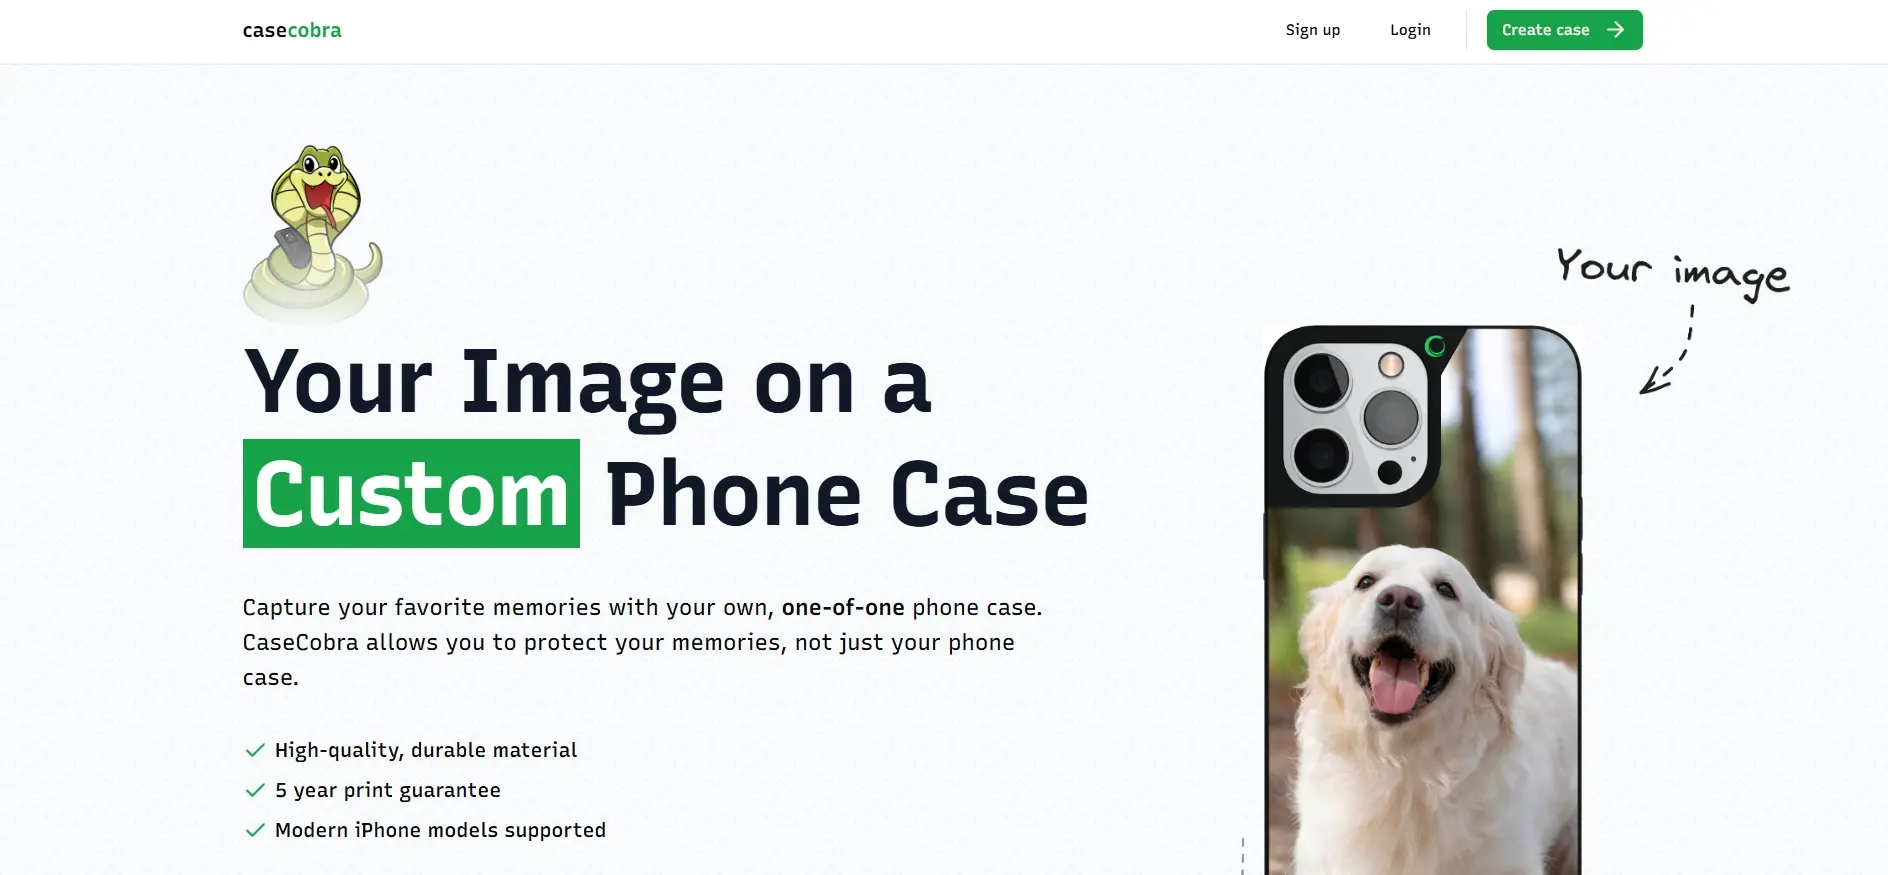 casecobra
Sign up
Login
Create case
Your image
Your Image on a
Custom Phone Case
Capture your favorite memories with your own, one-of-one phone case.
CaseCobra allows you to protect your memories, not just your phone
case.
High-quality, durable material
5 year print guarantee
Modern iPhone models supported